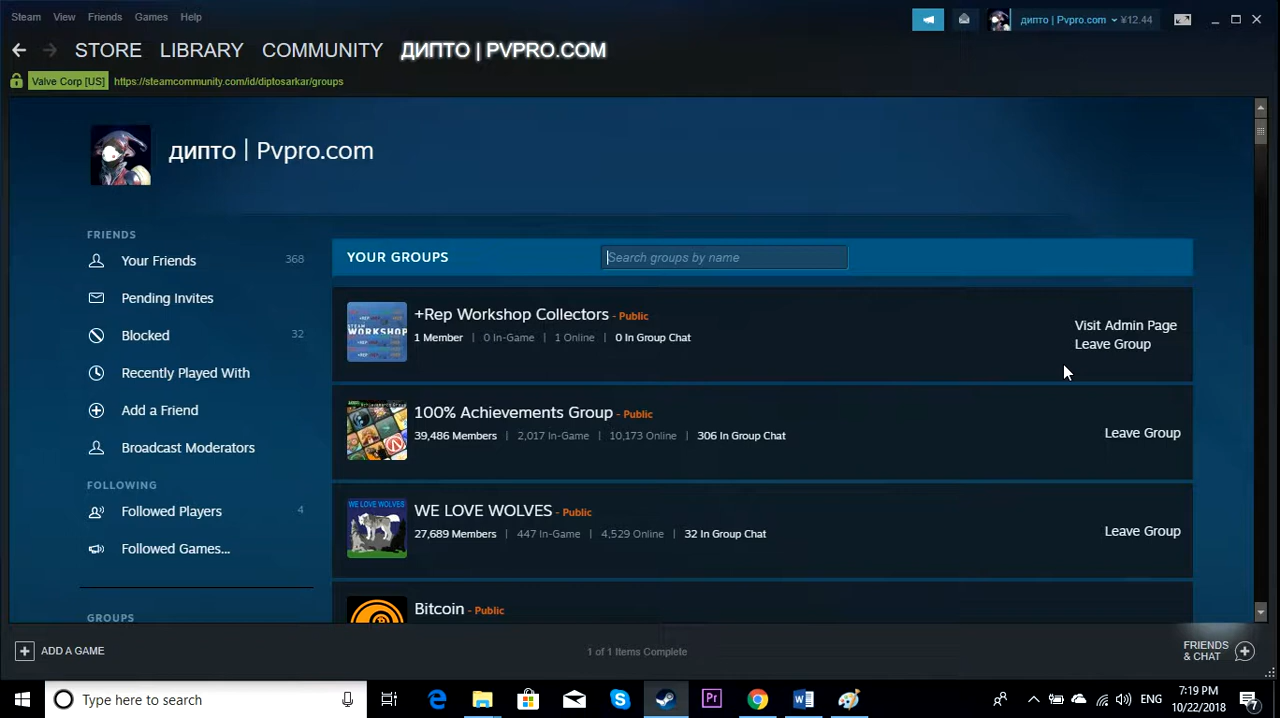 Steam View Friends Games Help
дипто | Pvpro.com ¥12.44
STORE LIBRARY COMMUNITY ДИПТО | PVPRO.COM
Valve Corp [US] https://steamcommunity.com/id/diptosarkar/groups
дипто | Pvpro.com
FRIENDS
Your Friends 368
Pending Invites
Blocked 32
Recently Played With
Add a Friend
Broadcast Moderators
FOLLOWING
Followed Players 4
Followed Games...
GROUPS
YOUR GROUPS Search groups by name
STEAM
WORKSHOP
+Rep Workshop Collectors - Public
1 Member | 0 In-Game | 1 Online | 0 In Group Chat
Visit Admin Page
Leave Group
100% Achievements Group - Public
39,486 Members | 2,017 In-Game | 10,173 Online | 306 In Group Chat
Leave Group
WE LOVE WOLVES
WE LOVE WOLVES - Public
27,689 Members | 447 In-Game | 4,529 Online | 32 In Group Chat
Leave Group
Bitcoin - Public
+ ADD A GAME
1 of 1 Items Complete
FRIENDS
& CHAT
Type here to search
Pr
ENG
7:19 PM
10/22/2018
7